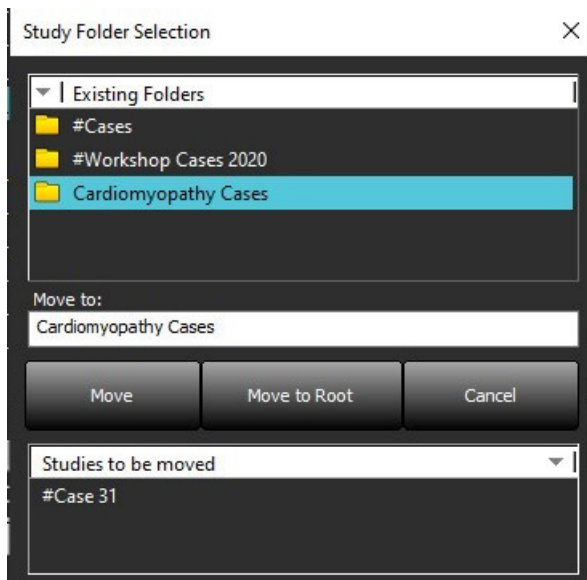 Study Folder Selection
Existing Folders
#Cases
#Workshop Cases 2020
Cardiomyopathy Cases
Move to:
Cardiomyopathy Cases
Move Move to Root Cancel
Studies to be moved
#Case 31